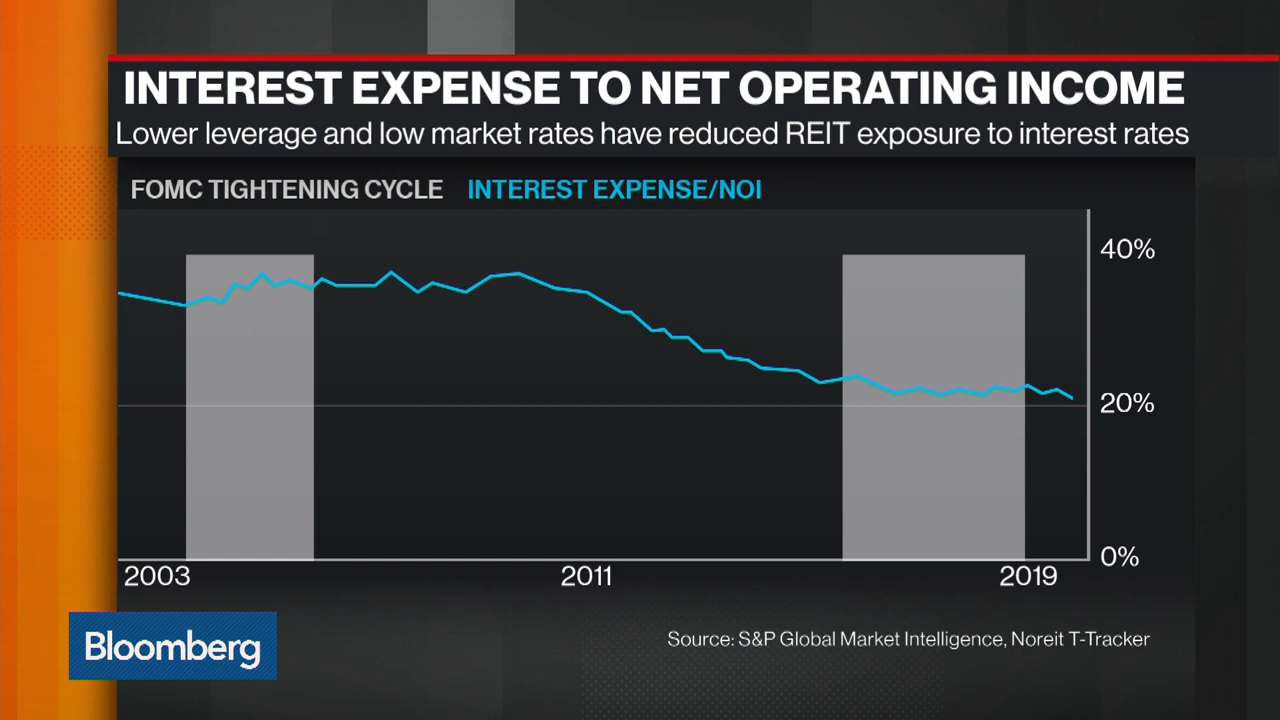 INTEREST EXPENSE TO NET OPERATING INCOME
Lower leverage and low market rates have reduced REIT exposure to interest rates
FOMC TIGHTENING CYCLE INTEREST EXPENSE/NOI
40%
20%
0%
2003 2011 2019
Bloomberg
Source: S&P Global Market Intelligence, Noreit T-Tracker